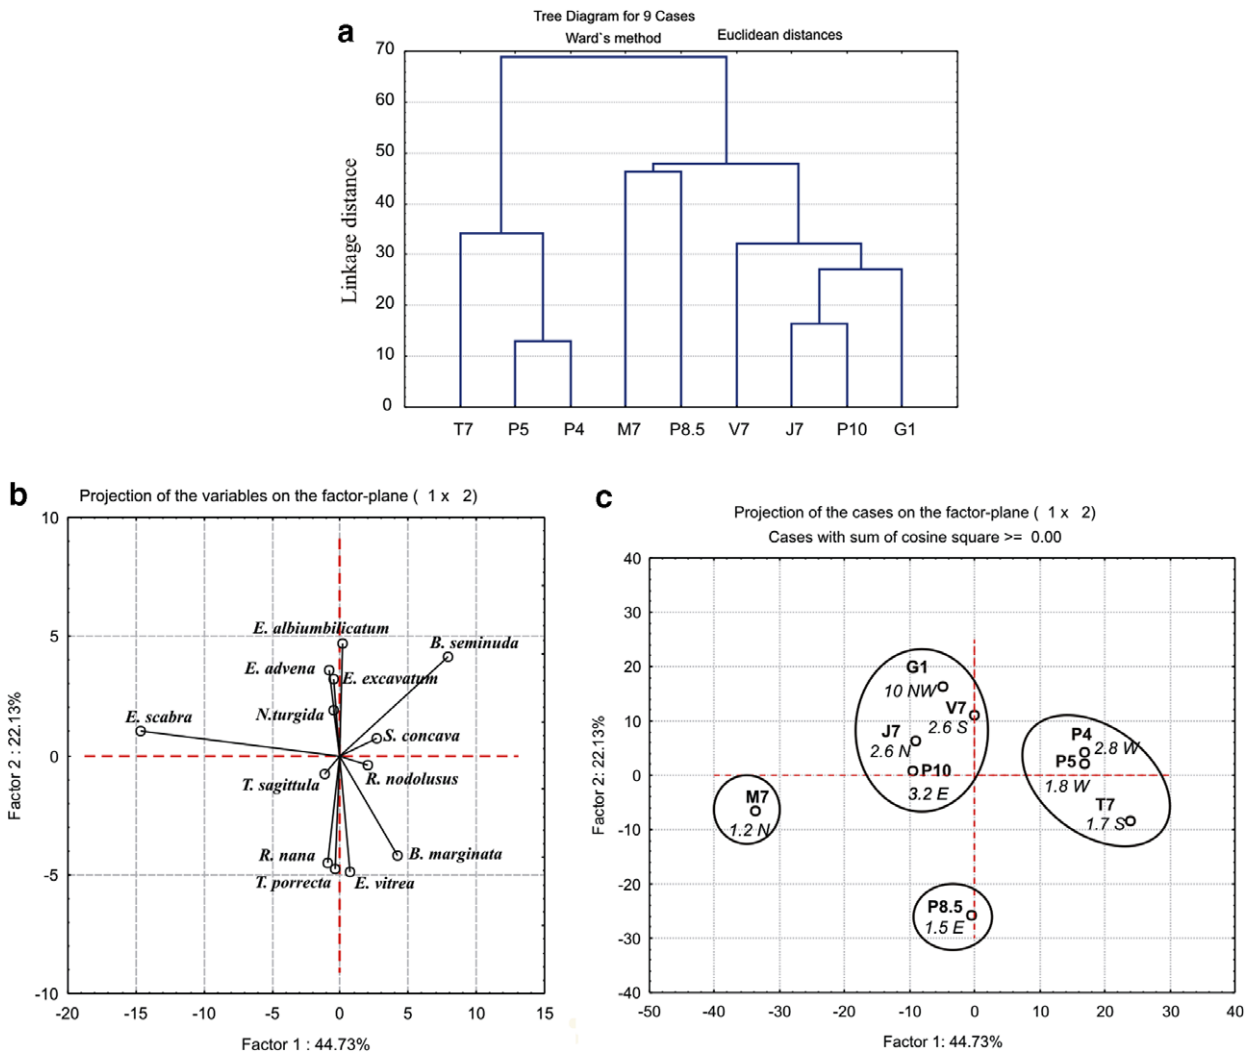 a
Tree Diagram for 9 Cases
Ward`s method Euclidean distances
Linkage distance
70
60
50
40
30
20
10
0
T7 P5 P4 M7 P8.5 V7 J7 P10 G1
b
Projection of the variables on the factor-plane ( 1 x 2)
Factor 2 : 22.13%
10
5
0
-5
-10
E. albiumbilicatum
B. seminuda
E. advena
E. excavatum
N.turgida
E. scabra
S. concava
T. sagittula
R. nodolusus
R. nana
B. marginata
T. porrecta
E. vitrea
-20 -15 -10 -5 0 5 10 15
Factor 1 : 44.73%
c
Projection of the cases on the factor-plane ( 1 x 2)
Cases with sum of cosine square >= 0.00
Factor 2: 22.13%
40
30
20
10
0
-10
-20
-30
-40
G1
10 NW
V7
2.6 S
J7
2.6 N
P10
3.2 E
P4
2.8 W
P5
1.8 W
T7
1.7 S
M7
1.2 N
P8.5
1.5 E
-50 -40 -30 -20 -10 0 10 20 30 40
Factor 1: 44.73%